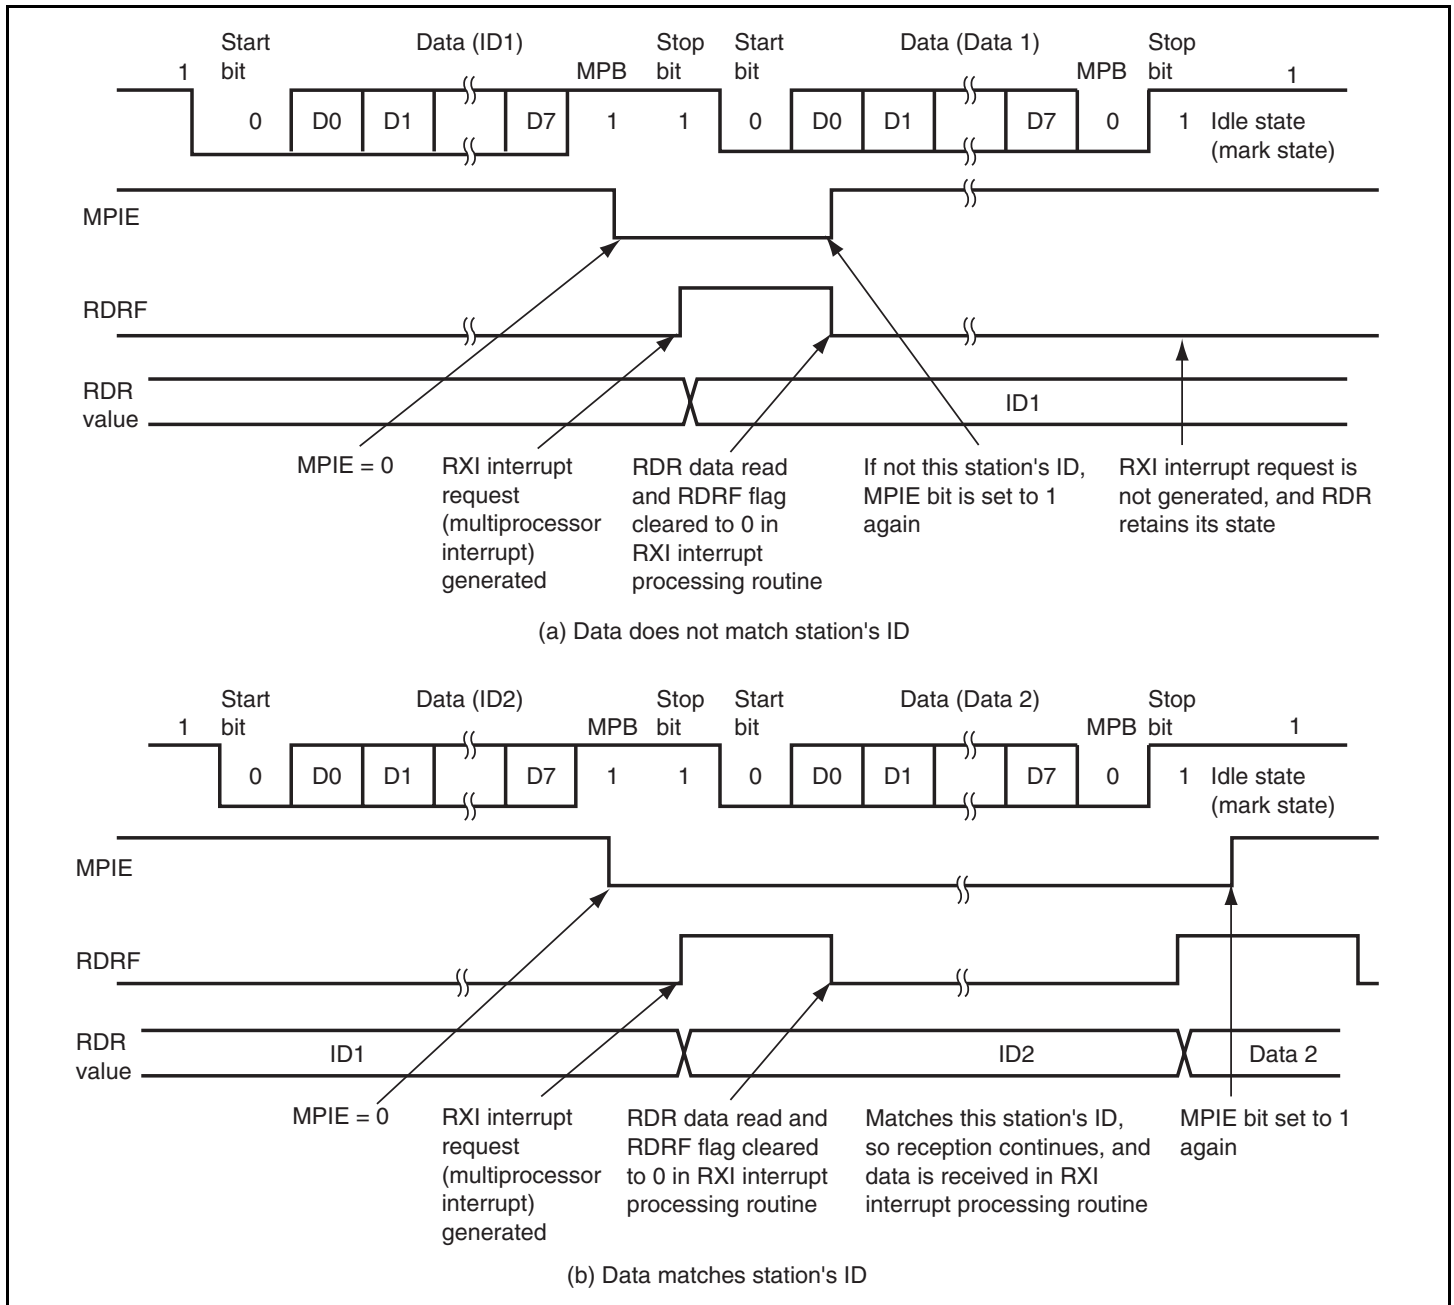 Start Data (ID1) Stop Start Data (Data 1) Stop
1 bit MPB bit bit MPB bit 1
0 D0 D1 D7 1 1 0 D0 D1 D7 0 1 Idle state
(mark state)
MPIE
RDRF
RDR
value
ID1
MPIE = 0
RXI interrupt
request
(multiprocessor
interrupt)
generated
RDR data read
and RDRF flag
cleared to 0 in
RXI interrupt
processing routine
If not this station's ID,
MPIE bit is set to 1
again
RXI interrupt request is
not generated, and RDR
retains its state
(a) Data does not match station's ID
Start Data (ID2) Stop Start Data (Data 2) Stop
1 bit MPB bit bit MPB bit 1
0 D0 D1 D7 1 1 0 D0 D1 D7 0 1 Idle state
(mark state)
MPIE
RDRF
RDR
value
ID1 ID2 Data 2
MPIE = 0
RXI interrupt
request
(multiprocessor
interrupt)
generated
RDR data read and
RDRF flag cleared
to 0 in RXI interrupt
processing routine
Matches this station's ID,
so reception continues, and
data is received in RXI
interrupt processing routine
MPIE bit set to 1
again
(b) Data matches station's ID